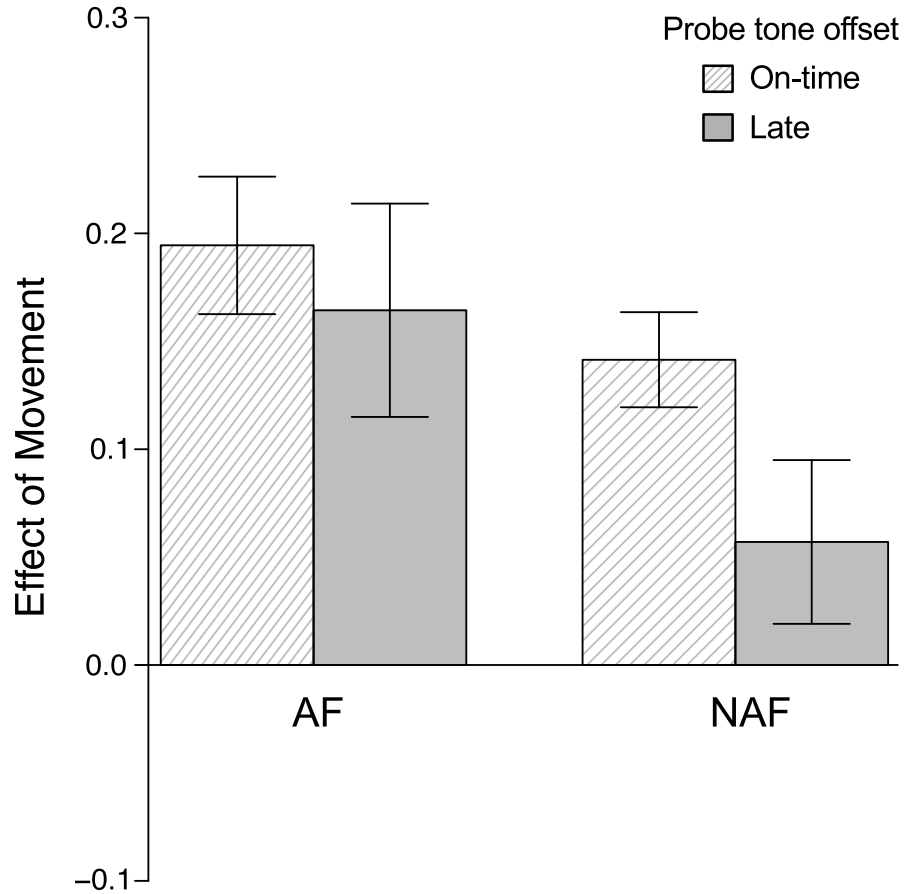 Probe tone offset
On-time
Late
0.3
0.2
0.1
0.0
−0.1
Effect of Movement
AF
NAF